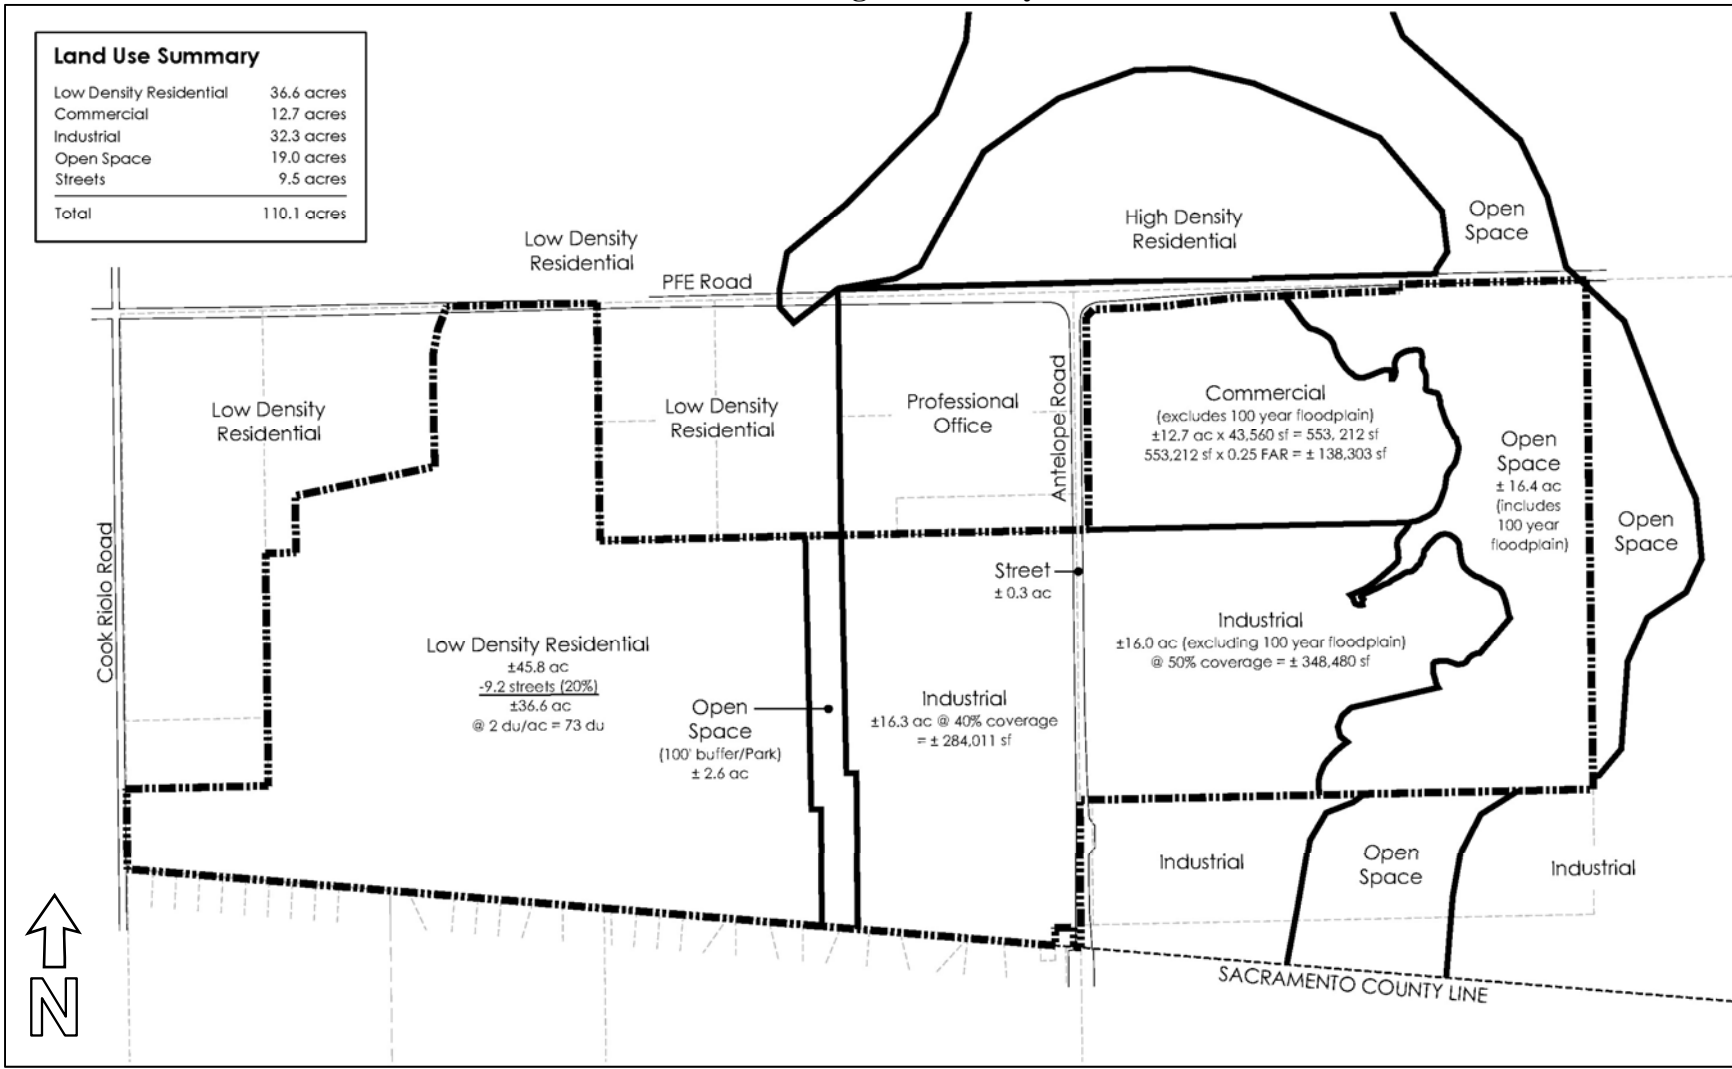 Land Use Summary
Low Density Residential 36.6 acres
Commercial 12.7 acres
Industrial 32.3 acres
Open Space 19.0 acres
Streets 9.5 acres
Total 110.1 acres
Low Density
Residential
PFE Road
High Density
Residential
Open
Space
Low Density
Residential
Low Density
Residential
Professional
Office
Antelope Road
Commercial
(excludes 100 year floodplain)
±12.7 ac x 43,560 sf = 553, 212 sf
553,212 sf x 0.25 FAR = ± 138,303 sf
Open
Space
± 16.4 ac
(includes
100 year
floodplain)
Open
Space
Cook Riolo Road
Street
± 0.3 ac
Low Density Residential
±45.8 ac
-9.2 streets (20%)
±36.6 ac
@ 2 du/ac = 73 du
Open
Space
(100' buffer/Park)
± 2.6 ac
Industrial
±16.3 ac @ 40% coverage
= ± 284,011 sf
Industrial
±16.0 ac (excluding 100 year floodplain)
@ 50% coverage = ± 348,480 sf
Industrial
Open
Space
Industrial
SACRAMENTO COUNTY LINE
N